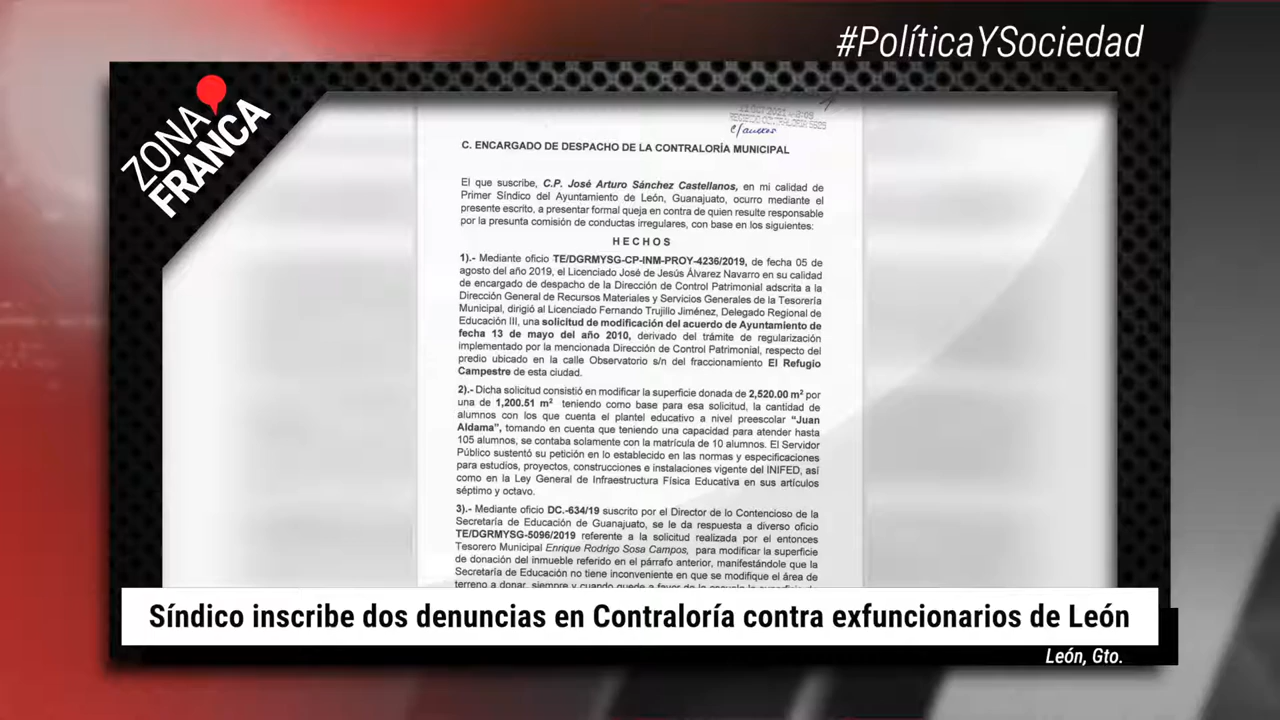 #PolíticaYSociedad
ZONA
FRANCA
C. ENCARGADO DE DESPACHO DE LA CONTRALORÍA MUNICIPAL
El que suscribe, C.P. José Arturo Sánchez Castellanos, en mi calidad de
Primer Síndico del Ayuntamiento de León, Guanajuato, ocurro mediante el
presente escrito, a presentar formal queja en contra de quien resulte responsable
por la presunta comisión de conductas irregulares, con base en los siguientes:
H E C H O S
1).- Mediante oficio TE/DGRMYSG-CP-INM-PROY-4236/2019, de fecha 05 de
agosto del año 2019, el Licenciado José de Jesús Álvarez Navarro en su calidad
de encargado de despacho de la Dirección de Control Patrimonial adscrita a la
Dirección General de Recursos Materiales y Servicios Generales de la Tesorería
Municipal, dirigió al Licenciado Fernando Trujillo Jiménez, Delegado Regional de
Educación III, una solicitud de modificación del acuerdo de Ayuntamiento de
fecha 13 de mayo del año 2010, derivado del trámite de regularización
implementado por la mencionada Dirección de Control Patrimonial, respecto del
predio ubicado en la calle Observatorio s/n del fraccionamiento El Refugio
Campestre de esta ciudad.
2).- Dicha solicitud consistió en modificar la superficie donada de 2,520.00 m² por
una de 1,200.51 m² teniendo como base para esa solicitud, la cantidad de
alumnos con los que cuenta el plantel educativo a nivel preescolar “Juan
Aldama”, tomando en cuenta que teniendo una capacidad para atender hasta
105 alumnos, se contaba solamente con la matrícula de 10 alumnos. El Servidor
Público sustentó su petición en lo establecido en las normas y especificaciones
para estudios, proyectos, construcciones e instalaciones vigente del INIFED, así
como en la Ley General de Infraestructura Física Educativa en sus artículos
séptimo y octavo.
3).- Mediante oficio DC.-634/19 suscrito por el Director de lo Contencioso de la
Secretaría de Educación de Guanajuato, se le da respuesta a diverso oficio
TE/DGRMYSG-5096/2019 referente a la solicitud realizada por el entonces
Tesorero Municipal Enrique Rodrigo Sosa Campos, para modificar la superficie
de donación del inmueble referido en el párrafo anterior, manifestándole que la
Secretaría de Educación no tiene inconveniente en que se modifique el área de
terreno a donar, siempre y cuando quede a favor de la escuela la superficie de
Síndico inscribe dos denuncias en Contraloría contra exfuncionarios de León
León, Gto.